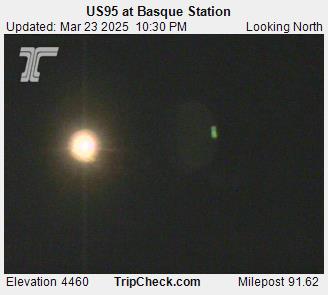 US95 at Basque Station
Updated: Mar 23 2025 10:30 PM Looking North
Elevation 4460 TripCheck.com Milepost 91.62